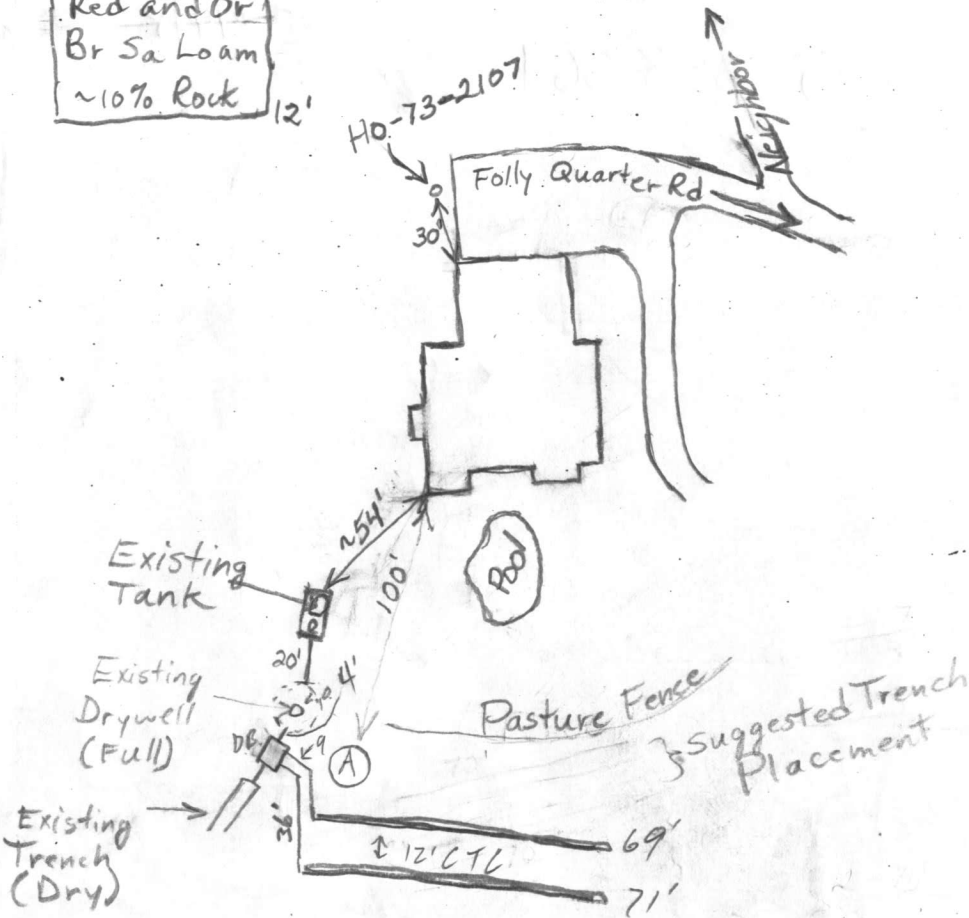 Red and Or
Br Sa Loam
~10% Rock
12'
HO-73-2107
Neighbor
Folly Quarter Rd
30'
~54'
100'
Pool
Existing
Tank
20'
4'
Existing
Drywell
(Full)
Pasture Fence
Suggested Trench
Placement
DB
9
A
Existing
Trench
(Dry)
36'
12' CTC
69'
71'